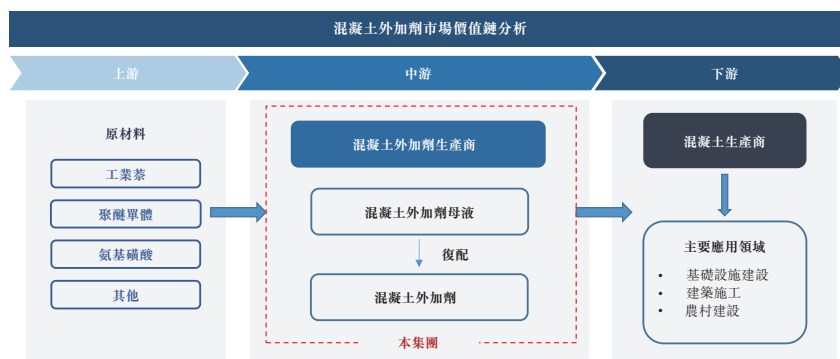 混凝土外加劑市場價值鏈分析
上游
中游
下游
原材料
工業萘
聚醚單體
氨基磺酸
其他
混凝土外加劑生產商
混凝土外加劑母液
復配
混凝土外加劑
本集團
混凝土生產商
主要應用領域
• 基礎設施建設
• 建築施工
• 農村建設